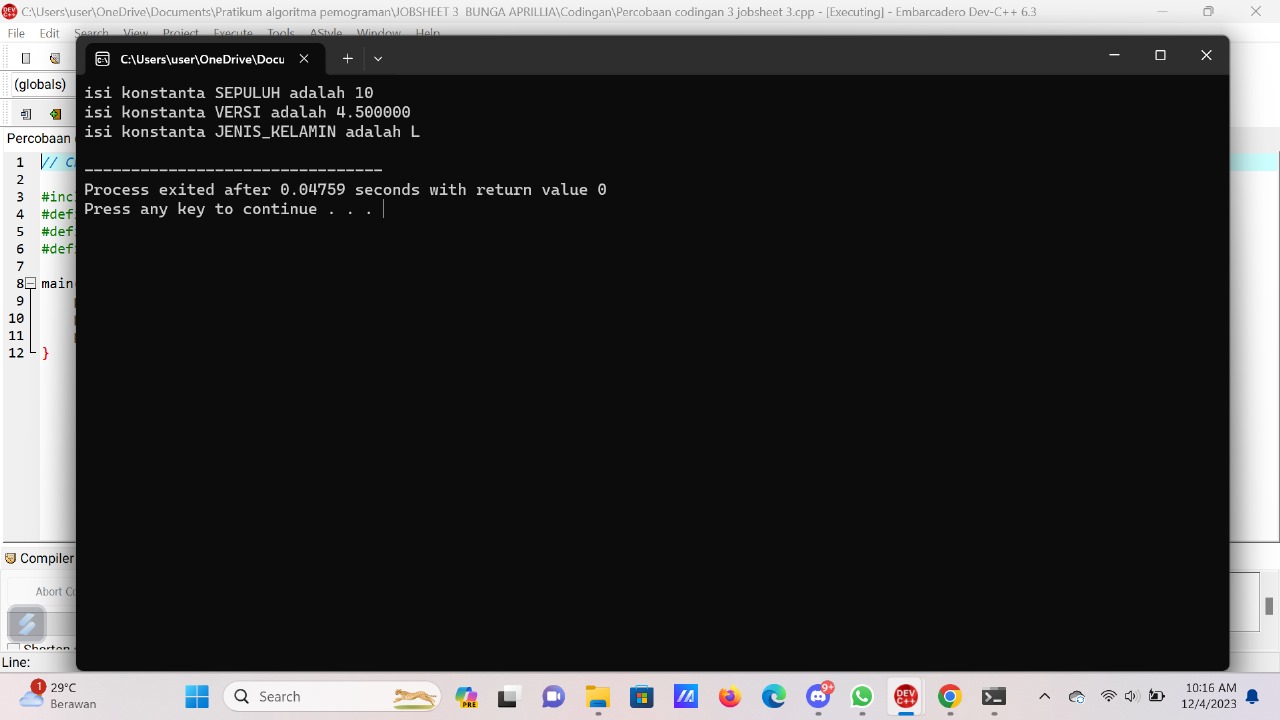 C:\Users\user\OneDrive\Documents\Pratikum algoritma pemograman\JOBSHEET 3 BUNGA APRILLIA\Codingan\Percobaan codingan 3 jobsheet 3.cpp - [Executing] - Embarcadero Dev-C++ 6.3
File Edit Search View Project Execute Tools AStyle Window Help
C:\Users\user\OneDrive\Docu
(globals)
isi konstanta SEPULUH adalah 10
isi konstanta VERSI adalah 4.500000
isi konstanta JENIS_KELAMIN adalah L
--------------------------------
Process exited after 0.04759 seconds with return value 0
Press any key to continue . . .
Percobaan
1 // C
2
3 #incl
4 #def
5 #def
6 #def
7
8 main
9
10
11
12 }
Compiler
Abort Co
Shorten
Line:
1
29°C
Berawan
Search
PRE
9+
DEV C++
10:16 AM
12/4/2023